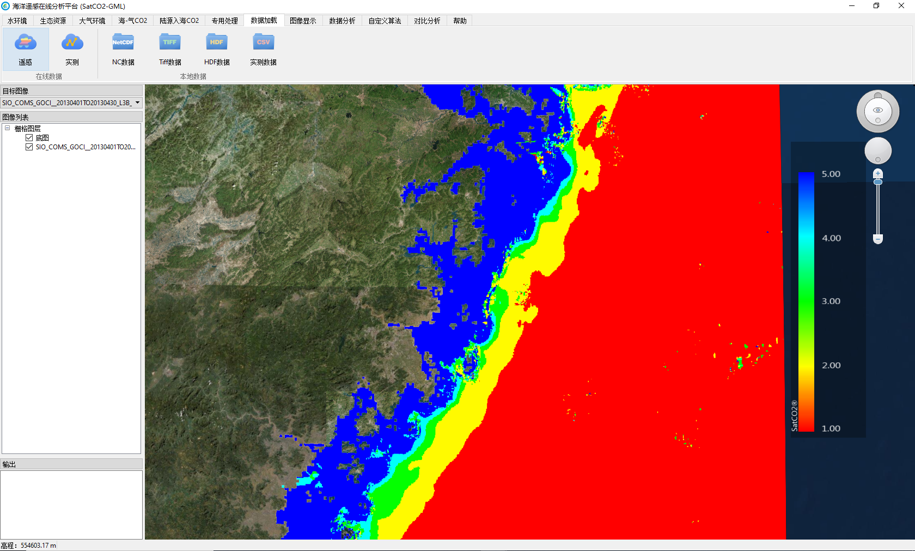 海洋遥感在线分析平台 (SatCO2-GML)
水环境 生态资源 大气环境 海-气CO2 陆源入海CO2 专用处理 数据加载 图像显示 数据分析 自定义算法 对比分析 帮助
NetCDF TIFF HDF CSV
遥感 实测 NC数据 Tiff数据 HDF数据 实测数据
在线数据 本地数据
目标图像
SIO_COMS_GOCI__20130401TO20130430_L3B_
图像列表
栅格图层
底图
SIO_COMS_GOCI__20130401TO20...
5.00
4.00
3.00
2.00
1.00
SatCO2®
输出
高程： 554603.17 m